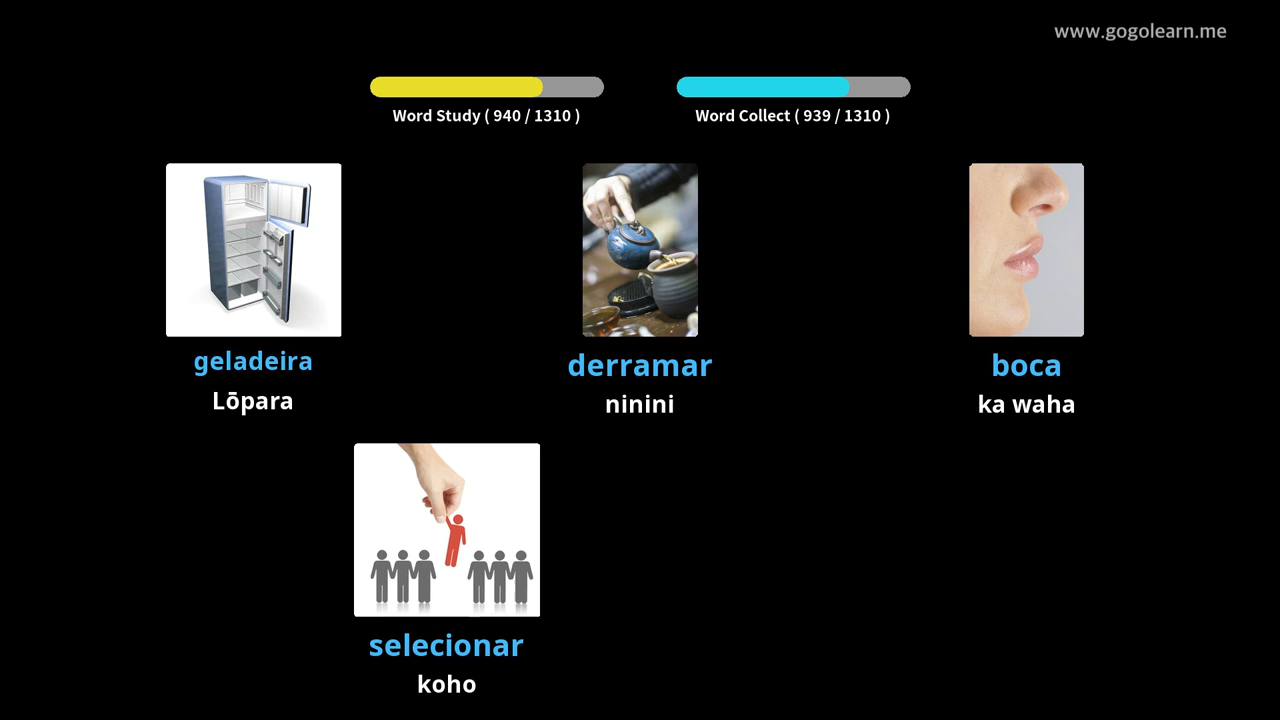 www.gogolearn.me
Word Study ( 940 / 1310 )
Word Collect ( 939 / 1310 )
geladeira
Lōpara
derramar
ninini
boca
ka waha
selecionar
koho